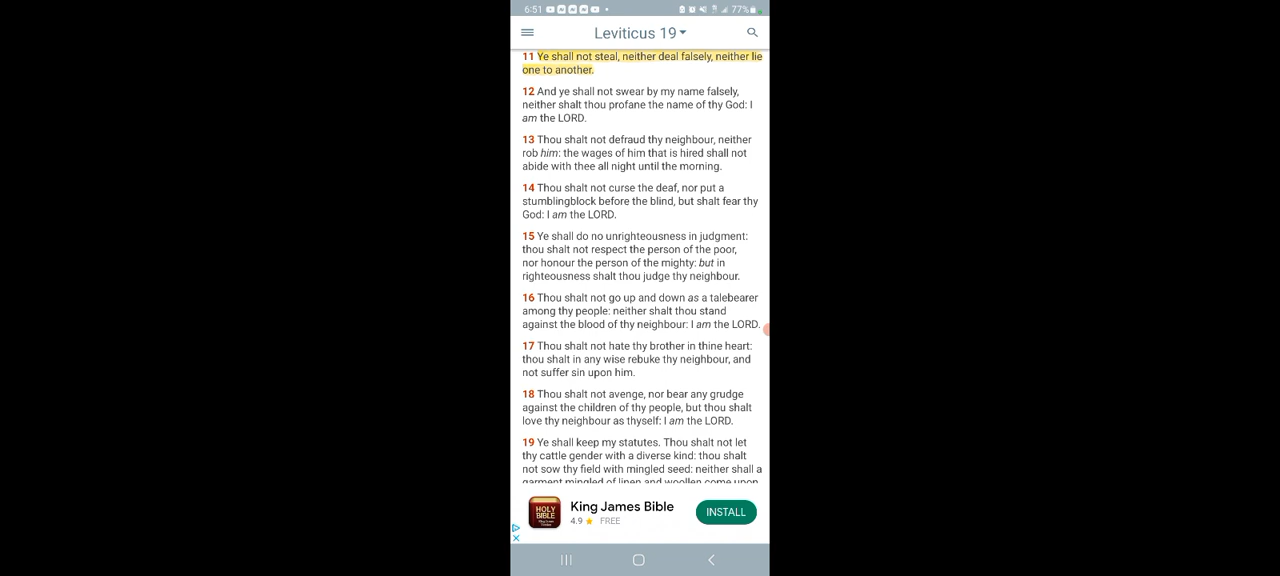 6:51 77%
Leviticus 19
11 Ye shall not steal, neither deal falsely, neither lie
one to another.
12 And ye shall not swear by my name falsely,
neither shalt thou profane the name of thy God: I
am the LORD.
13 Thou shalt not defraud thy neighbour, neither
rob him: the wages of him that is hired shall not
abide with thee all night until the morning.
14 Thou shalt not curse the deaf, nor put a
stumblingblock before the blind, but shalt fear thy
God: I am the LORD.
15 Ye shall do no unrighteousness in judgment:
thou shalt not respect the person of the poor,
nor honour the person of the mighty: but in
righteousness shalt thou judge thy neighbour.
16 Thou shalt not go up and down as a talebearer
among thy people: neither shalt thou stand
against the blood of thy neighbour: I am the LORD.
17 Thou shalt not hate thy brother in thine heart:
thou shalt in any wise rebuke thy neighbour, and
not suffer sin upon him.
18 Thou shalt not avenge, nor bear any grudge
against the children of thy people, but thou shalt
love thy neighbour as thyself: I am the LORD.
19 Ye shall keep my statutes. Thou shalt not let
thy cattle gender with a diverse kind: thou shalt
not sow thy field with mingled seed: neither shall a
garment mingled of linen and woollen come upon
HOLY
BIBLE
King James Bible
4.9 FREE
INSTALL